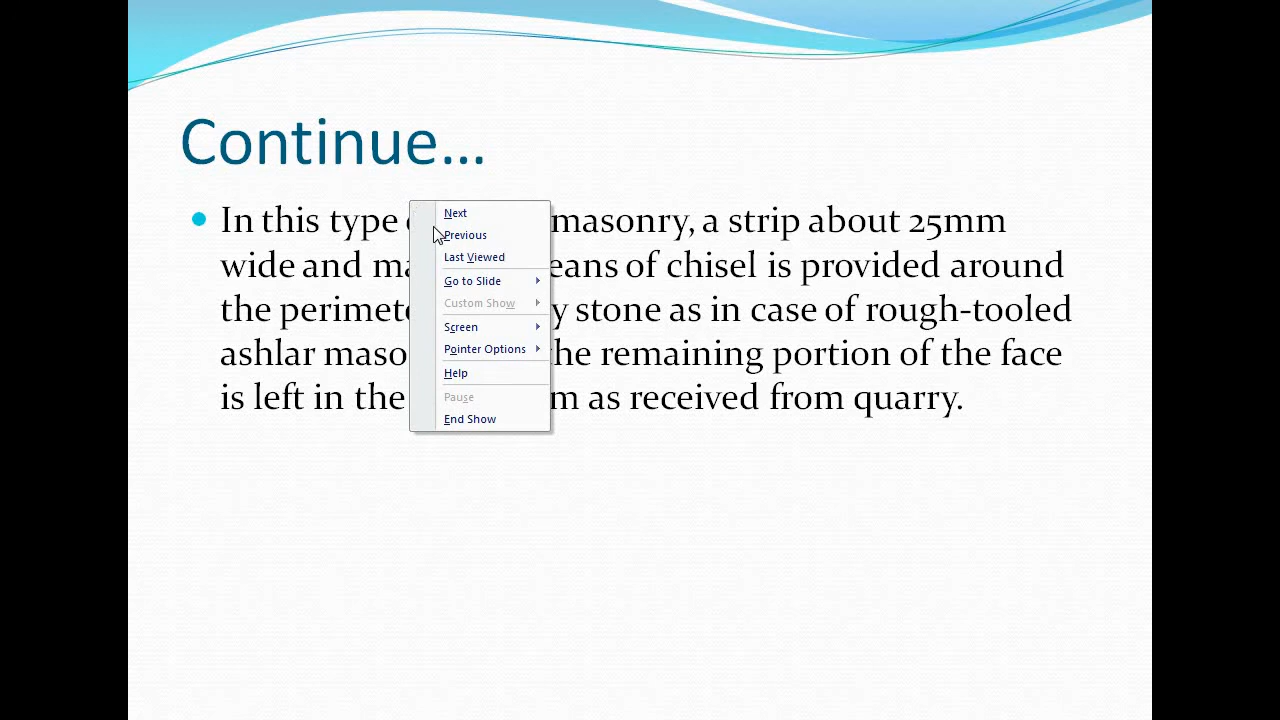 Continue...
In this type masonry, a strip about 25mm
wide and eans of chisel is provided around
the perimete y stone as in case of rough-tooled
ashlar maso he remaining portion of the face
is left in the m as received from quarry.
Next
Previous
Last Viewed
Go to Slide
Custom Show
Screen
Pointer Options
Help
Pause
End Show